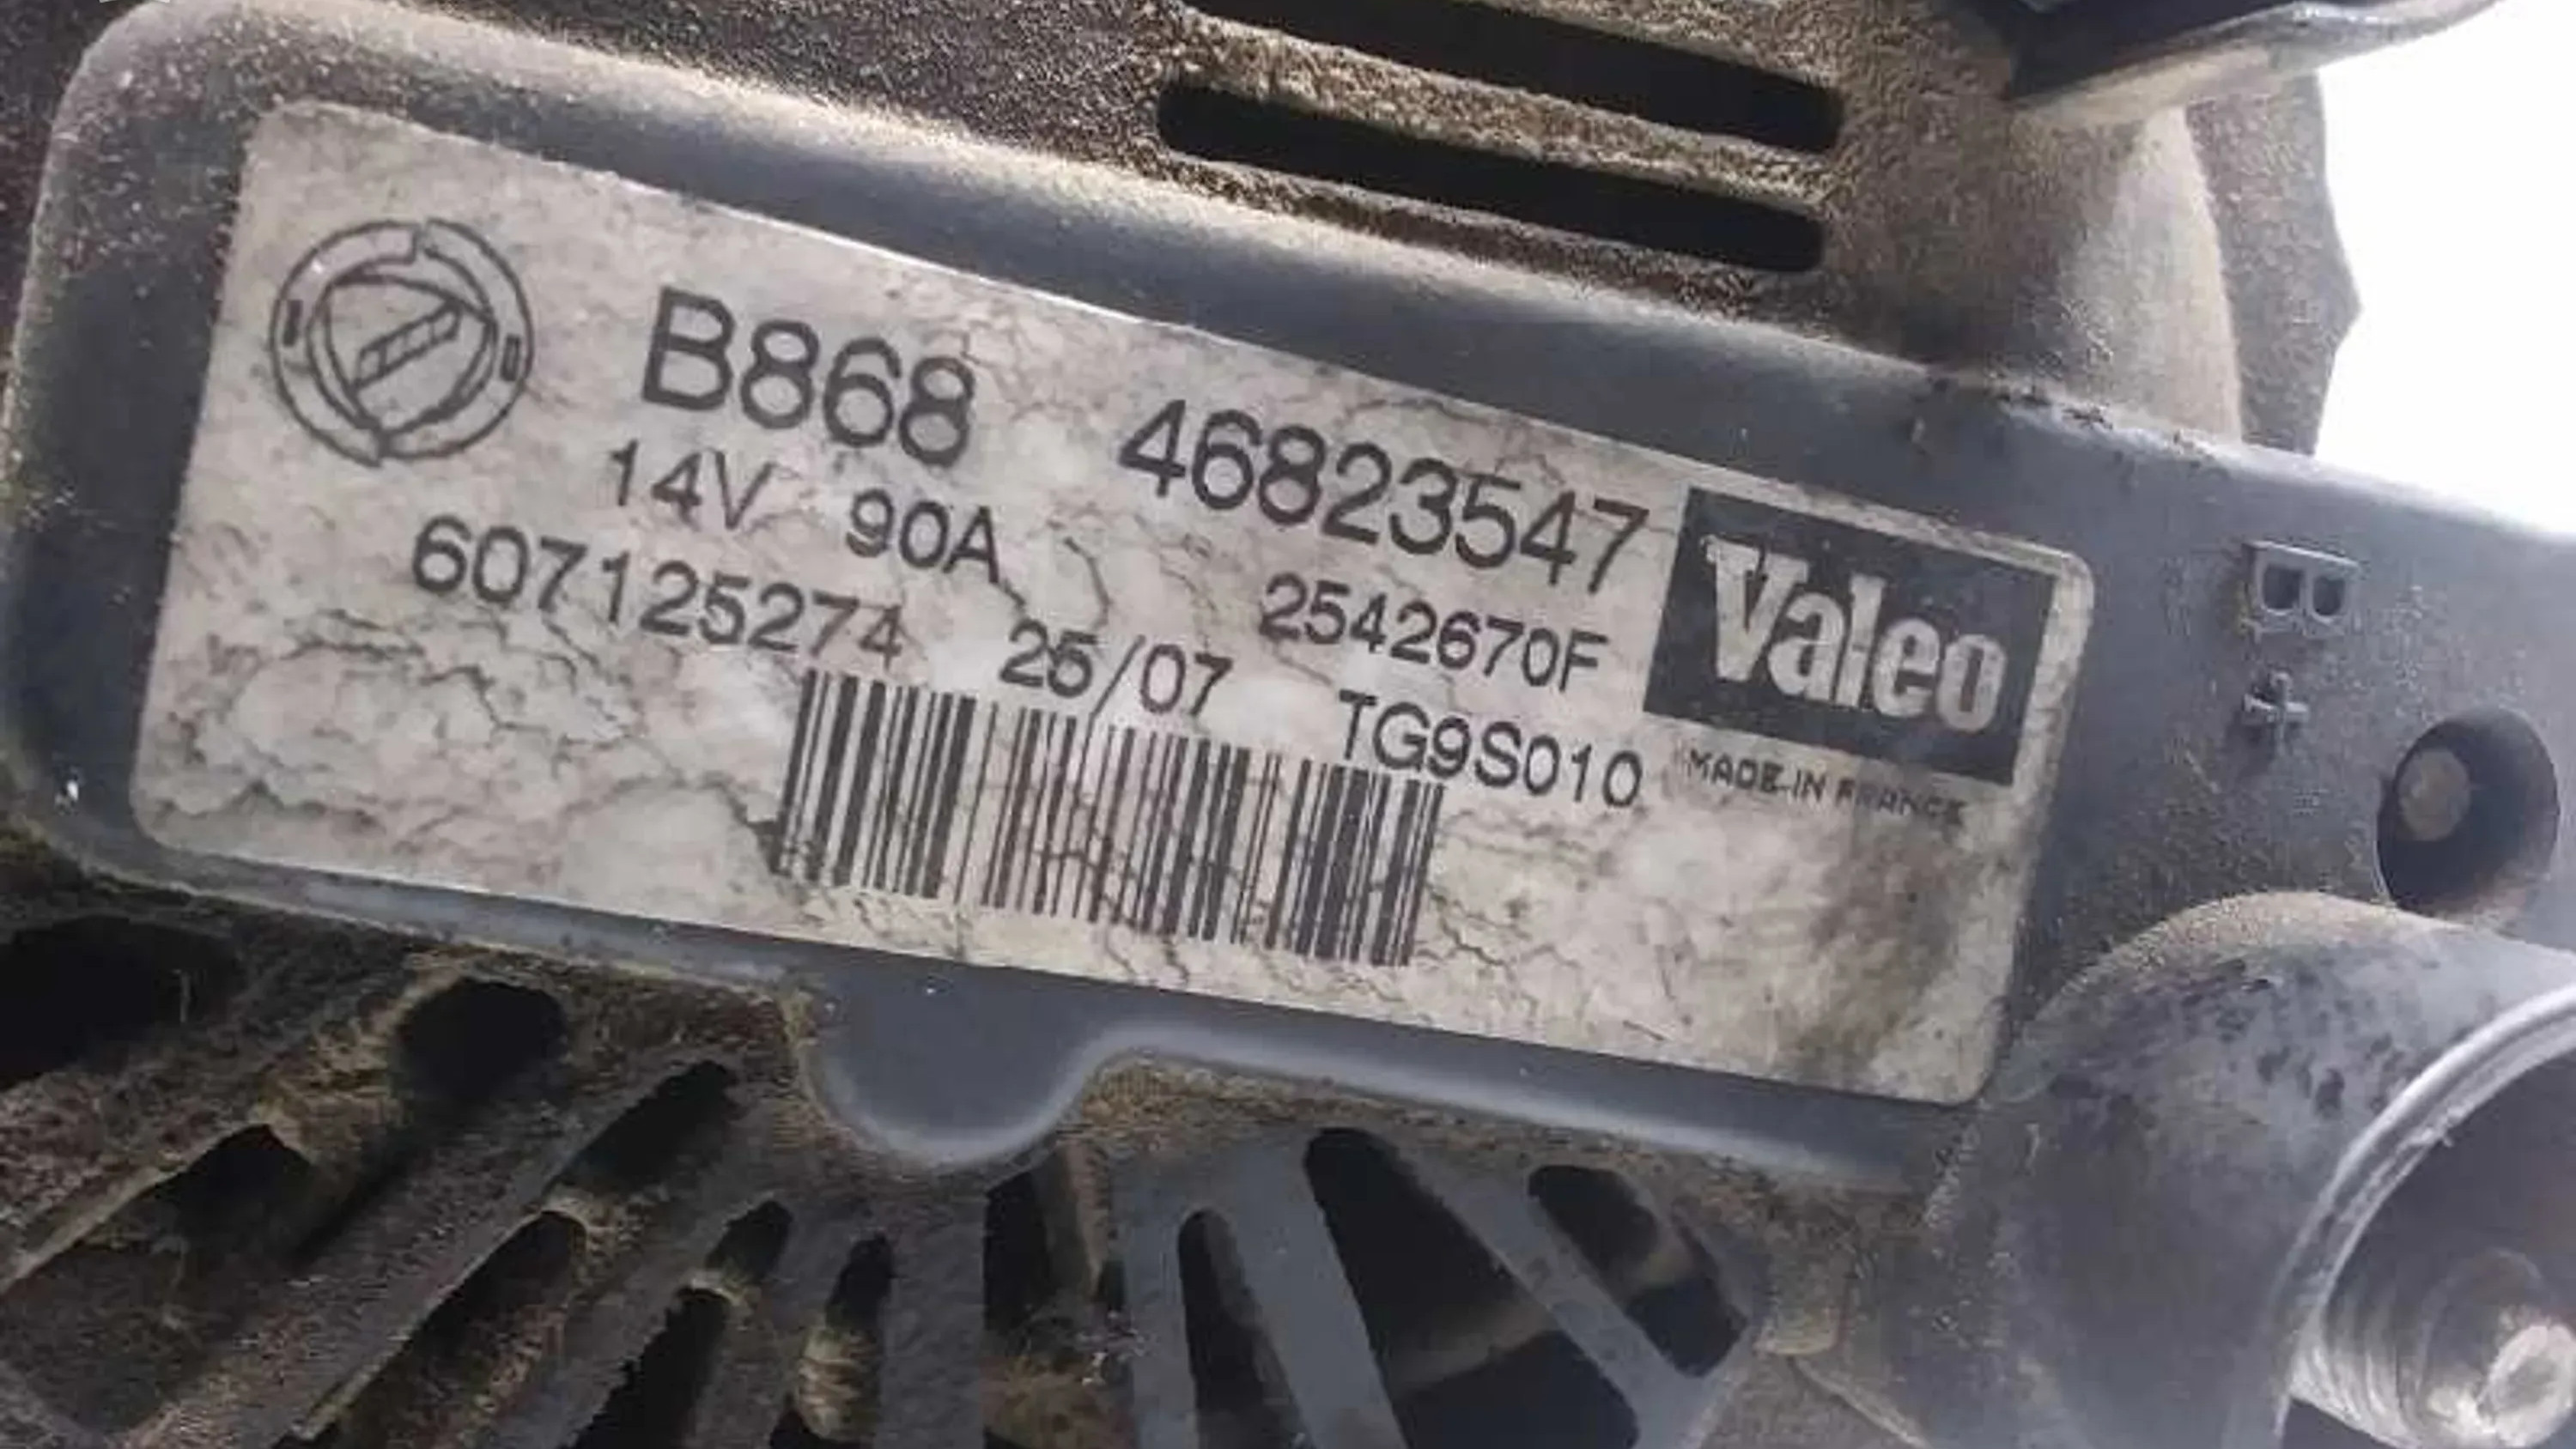 B868 46823547
14V 90A 2542670F
607125274 25/07 TG9S010
Valeo
MADE IN FRANCE
+